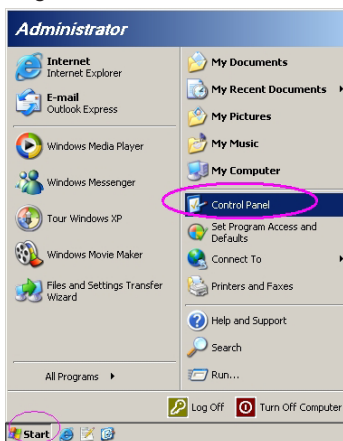 Administrator
Internet
Internet Explorer
E-mail
Outlook Express
Windows Media Player
Windows Messenger
Tour Windows XP
Windows Movie Maker
Files and Settings Transfer
Wizard
All Programs
My Documents
My Recent Documents
My Pictures
My Music
My Computer
Control Panel
Set Program Access and
Defaults
Connect To
Printers and Faxes
Help and Support
Search
Run...
Log Off
Turn Off Computer
Start